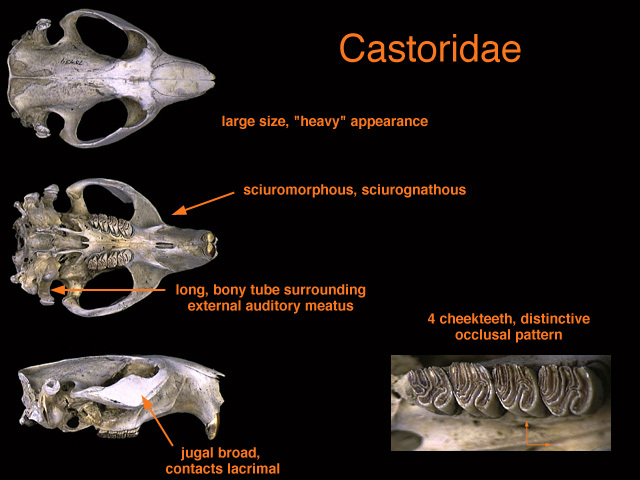 Castoridae
large size, "heavy" appearance
sciuromorphous, sciurognathous
long, bony tube surrounding
external auditory meatus
4 cheekteeth, distinctive
occlusal pattern
jugal broad,
contacts lacrimal